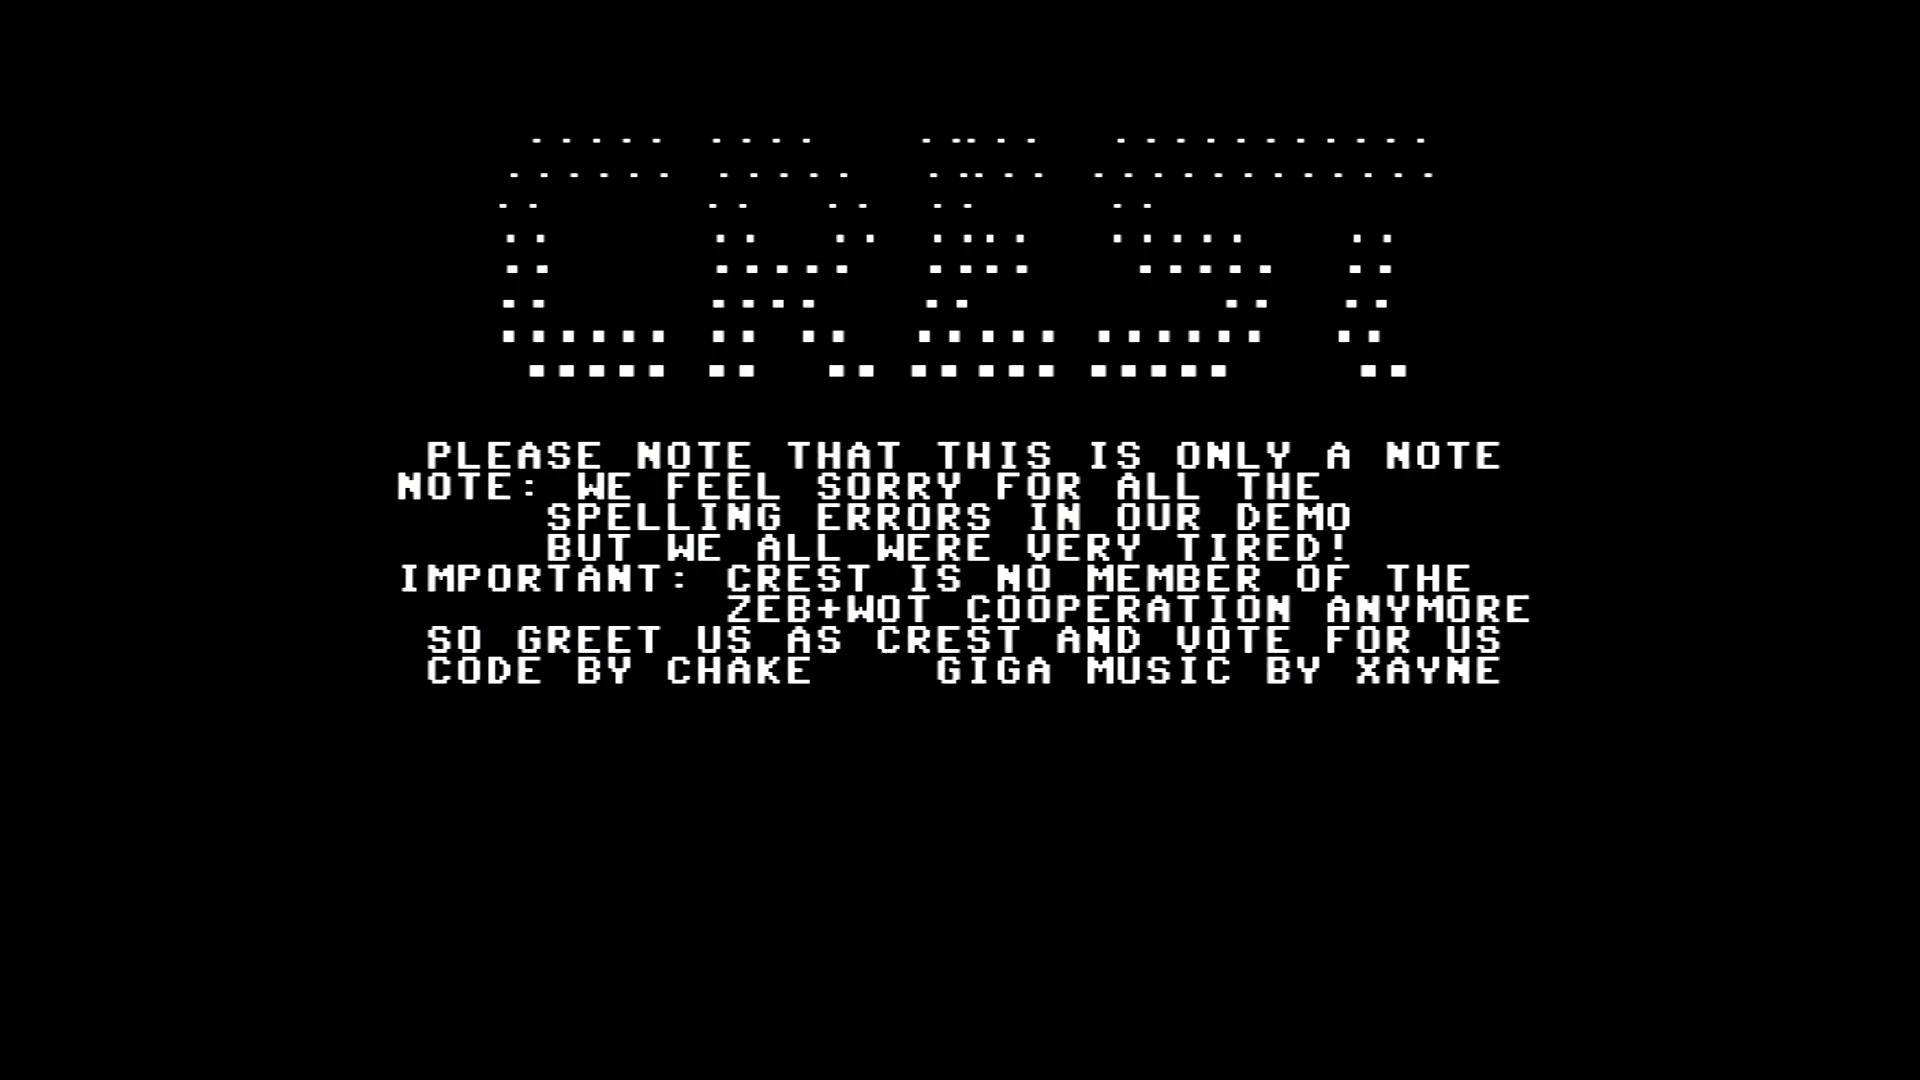 CREST
PLEASE NOTE THAT THIS IS ONLY A NOTE
NOTE: WE FEEL SORRY FOR ALL THE
SPELLING ERRORS IN OUR DEMO
BUT WE ALL WERE VERY TIRED!
IMPORTANT: CREST IS NO MEMBER OF THE
ZEB+WOT COOPERATION ANYMORE
SO GREET US AS CREST AND VOTE FOR US
CODE BY CHAKE    GIGA MUSIC BY XAYNE